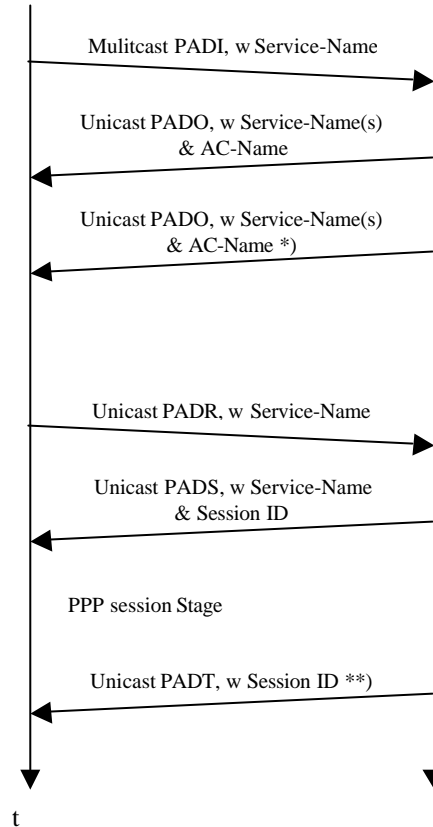 Mulitcast PADI, w Service-Name
Unicast PADO, w Service-Name(s)
& AC-Name
Unicast PADO, w Service-Name(s)
& AC-Name *)
Unicast PADR, w Service-Name
Unicast PADS, w Service-Name
& Session ID
PPP session Stage
Unicast PADT, w Session ID **)
t